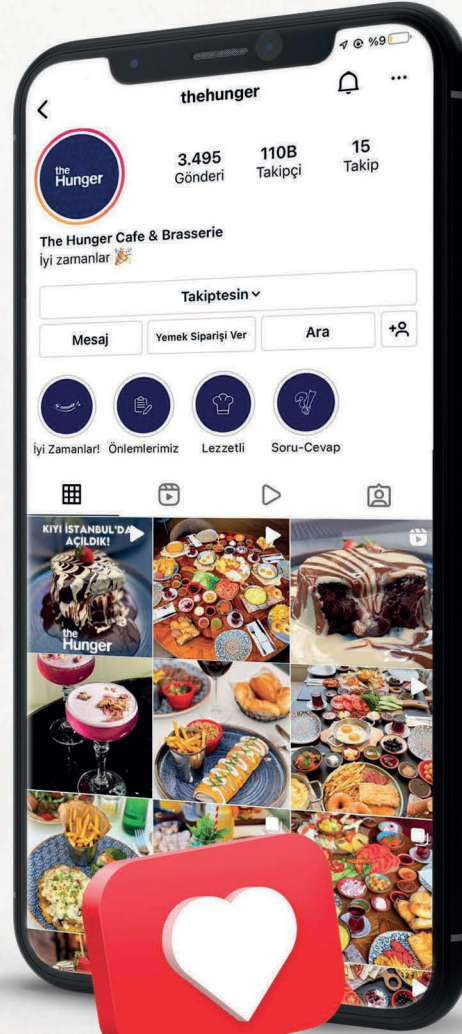 %9
thehunger
the
Hunger
3.495
Gönderi
110B
Takipçi
15
Takip
The Hunger Cafe & Brasserie
İyi zamanlar 🎉
Takiptesin
Mesaj
Yemek Siparişi Ver
Ara
İyi Zamanlar!
Önlemlerimiz
Lezzetli
Soru-Cevap
KIYI İSTANBUL'DA
AÇILDIK!
the
Hunger